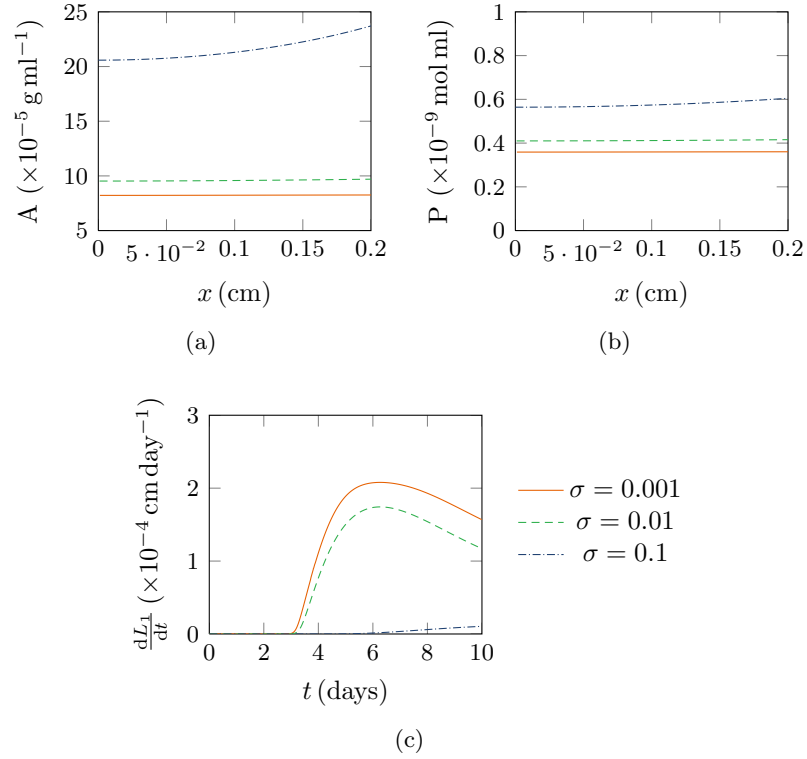 25
20
15
10
5
0
5 · 10⁻²
0.1
0.15
0.2
A (×10⁻⁵ g ml⁻¹)
x (cm)
(a)
1
0.8
0.6
0.4
0.2
0
0
5 · 10⁻²
0.1
0.15
0.2
P (×10⁻⁹ mol ml)
x (cm)
(b)
3
2
1
0
0
2
4
6
8
10
dL₁/dt (×10⁻⁴ cm day⁻¹)
t (days)
(c)
σ = 0.001
σ = 0.01
σ = 0.1